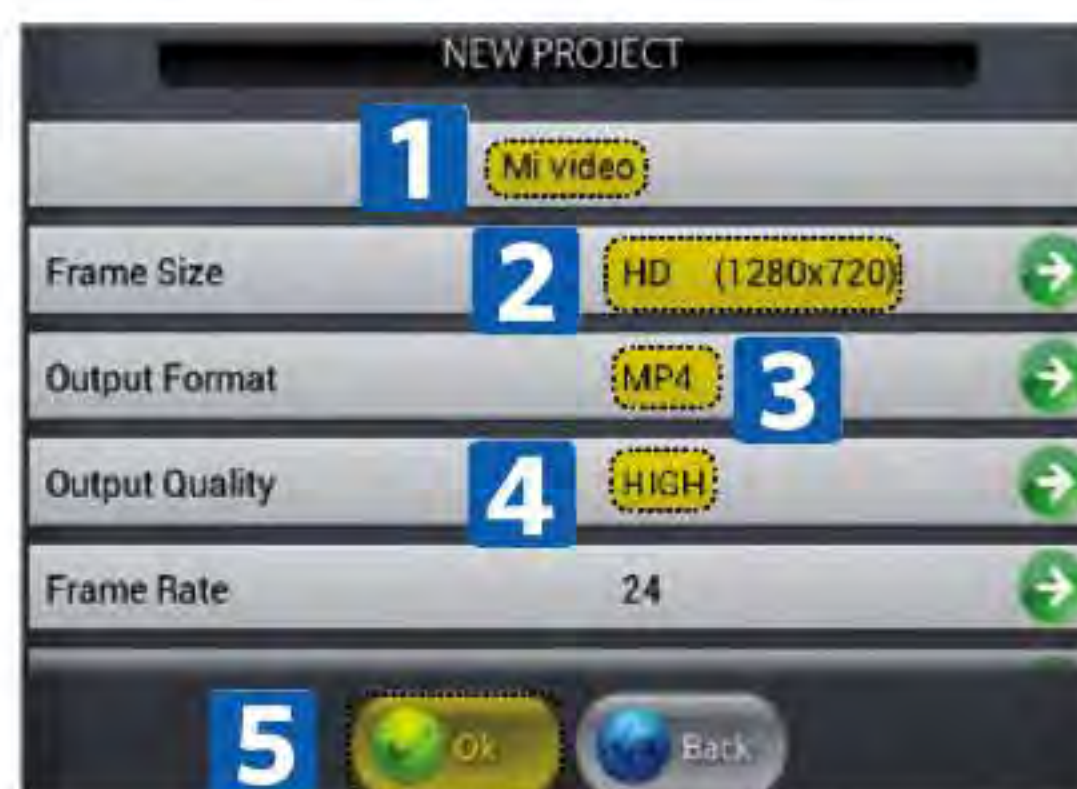 NEW PROJECT
1 Mi video
Frame Size 2 HD (1280x720)
Output Format MP4 3
Output Quality 4 HIGH
Frame Rate 24
5 Ok Back